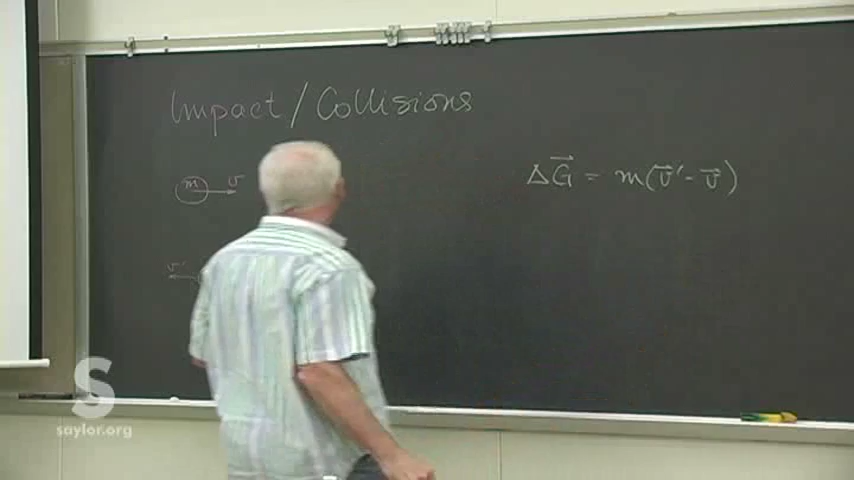 Impact / Collisions
m v
ΔG⃗ = m(v⃗' - v⃗)
v'
S
saylor.org